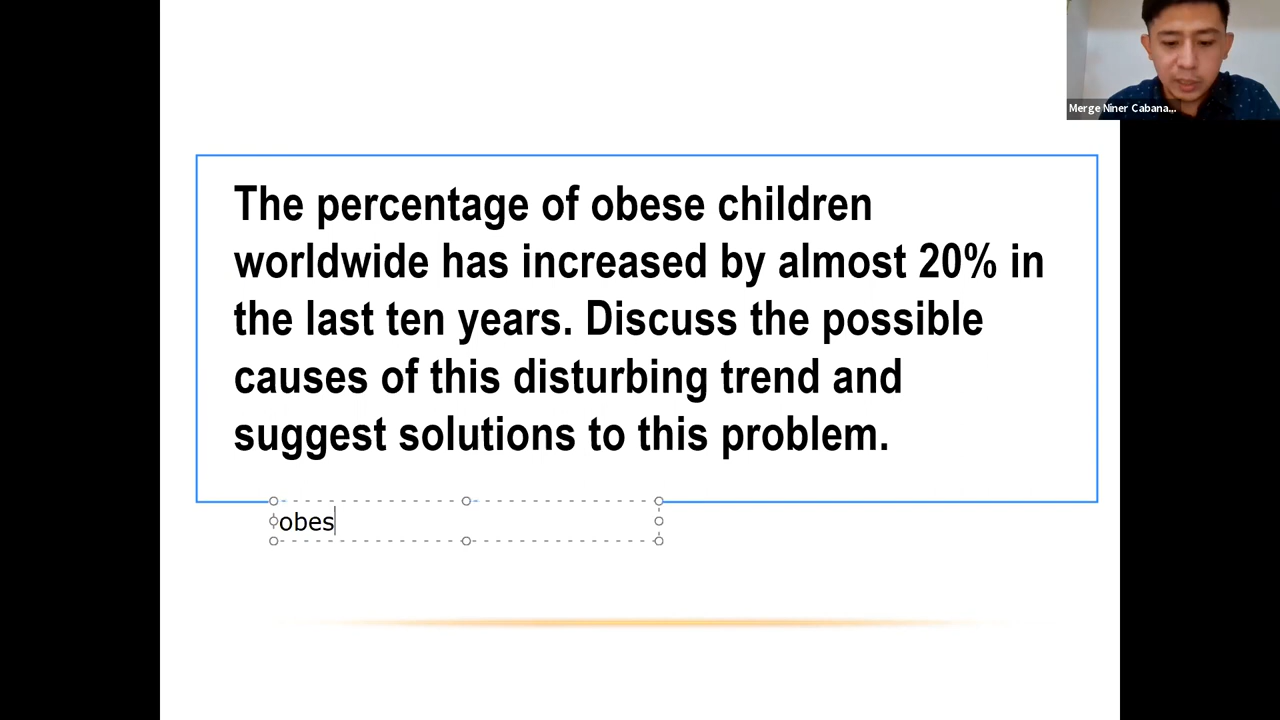 Merge Niner Cabana...
The percentage of obese children
worldwide has increased by almost 20% in
the last ten years. Discuss the possible
causes of this disturbing trend and
suggest solutions to this problem.
obes